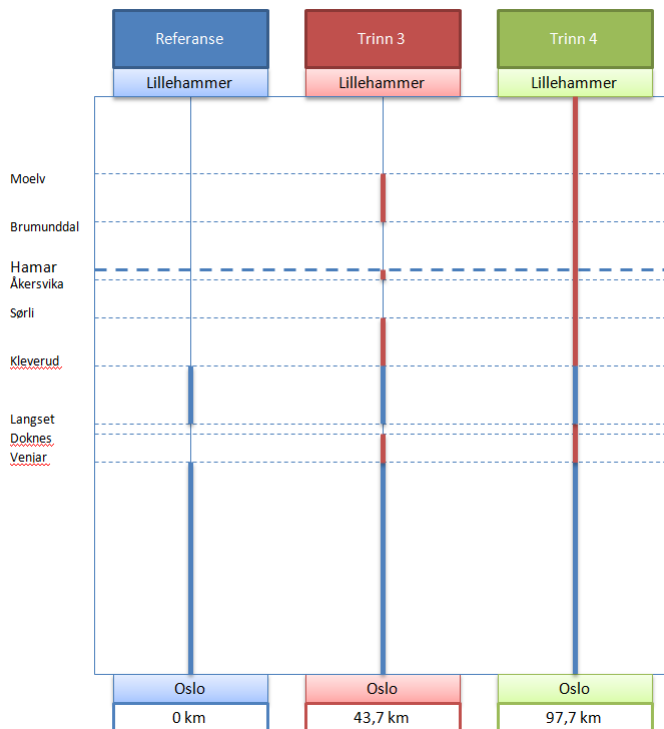 Referanse
Trinn 3
Trinn 4
Lillehammer
Lillehammer
Lillehammer
Moelv
Brumunddal
Hamar
Åkersvika
Sørli
Kleverud
Langset
Doknes
Venjar
Oslo
Oslo
Oslo
0 km
43,7 km
97,7 km